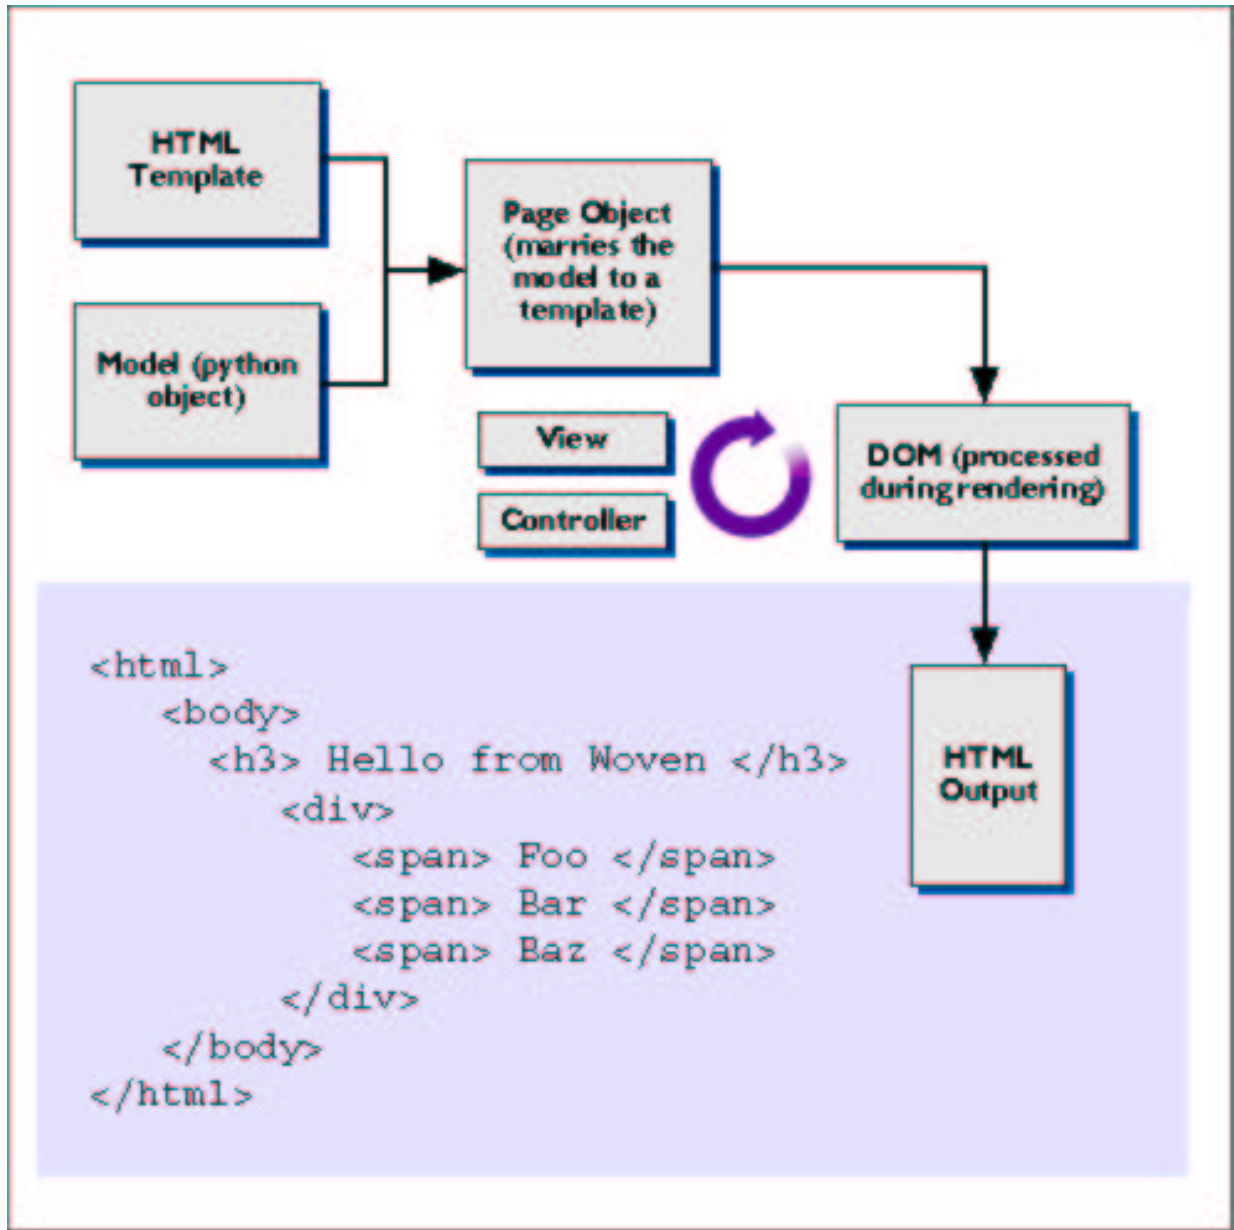 HTML
Template
Model (python
object)
Page Object
(marries the
model to a
template)
View
Controller
DOM (processed
during rendering)
HTML
Output
<html>
<body>
<h3> Hello from Woven </h3>
<div>
<span> Foo </span>
<span> Bar </span>
<span> Baz </span>
</div>
</body>
</html>